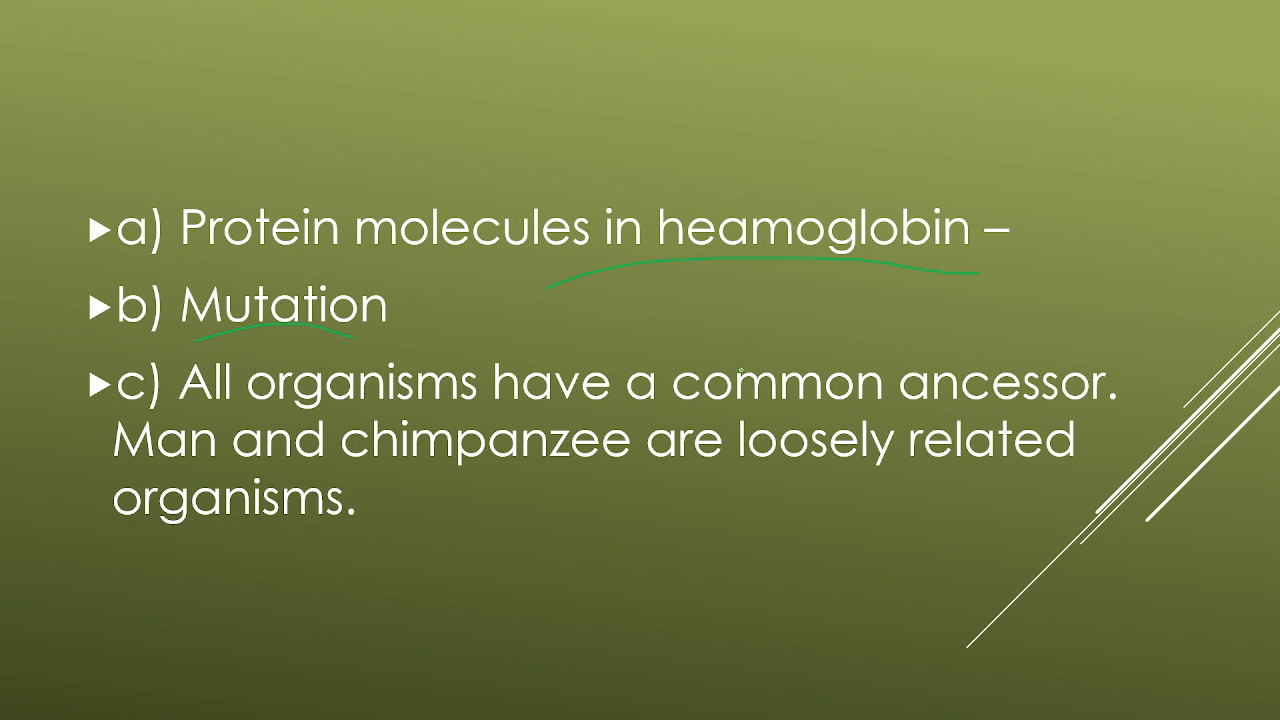 a) Protein molecules in heamoglobin –
b) Mutation
c) All organisms have a common ancessor.
Man and chimpanzee are loosely related
organisms.